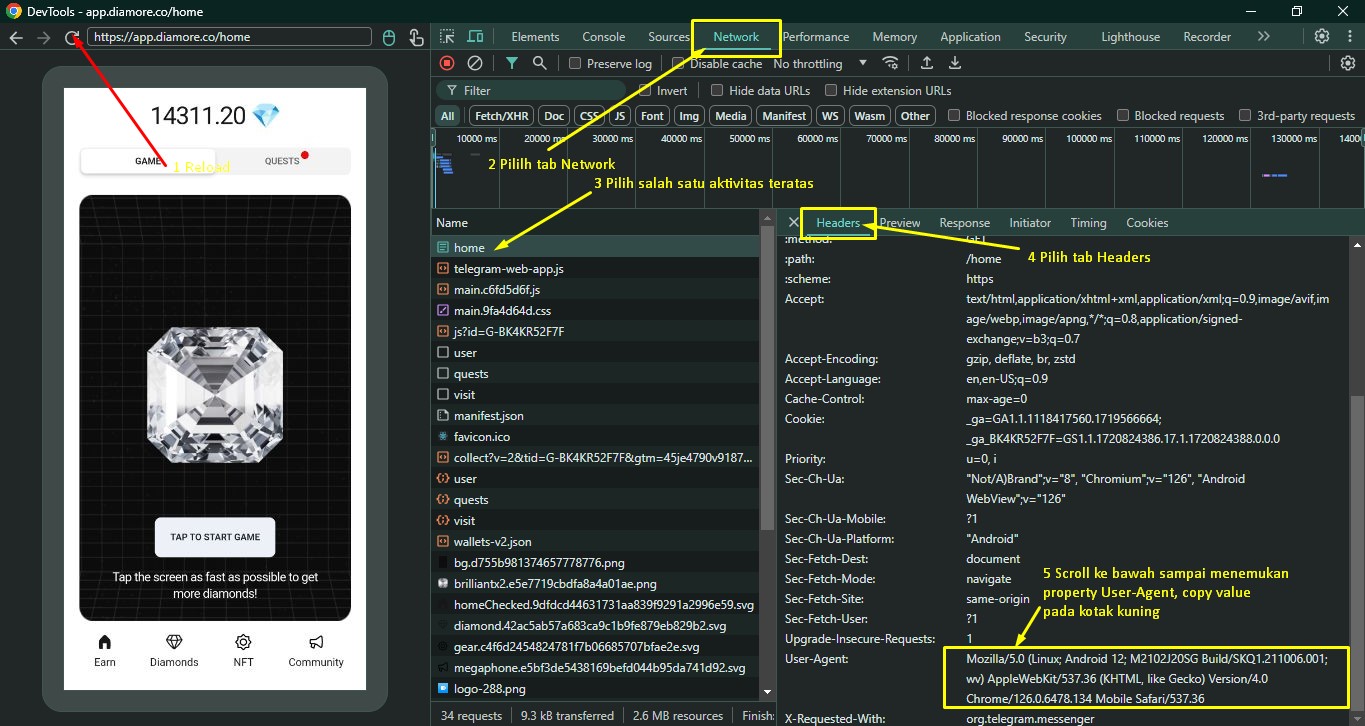 DevTools - app.diamore.co/home
https://app.diamore.co/home
Elements
Console
Sources
Network
Performance
Memory
Application
Security
Lighthouse
Recorder
Preserve log
Disable cache
No throttling
Filter
Invert
Hide data URLs
Hide extension URLs
All
Fetch/XHR
Doc
CSS
JS
Font
Img
Media
Manifest
WS
Wasm
Other
Blocked response cookies
Blocked requests
3rd-party requests
10000 ms
20000 ms
30000 ms
40000 ms
50000 ms
60000 ms
70000 ms
80000 ms
90000 ms
100000 ms
110000 ms
120000 ms
130000 ms
14000
14311.20
GAME
QUESTS
1 Reload
TAP TO START GAME
Tap the screen as fast as possible to get
more diamonds!
Earn
Diamonds
NFT
Community
2 Pililh tab Network
3 Pilih salah satu aktivitas teratas
Name
home
telegram-web-app.js
main.c6fd5d6f.js
main.9fa4d64d.css
js?id=G-BK4KR52F7F
user
quests
visit
manifest.json
favicon.ico
collect?v=2&tid=G-BK4KR52F7F&gtm=45je4790v9187...
user
quests
visit
wallets-v2.json
bg.d755b981374657778776.png
brilliantx2.e5e7719cbdfa8a4a01ae.png
homeChecked.9dfdcd44631731aa839f9291a2996e59.svg
diamond.42ac5ab57a683ca9c1b9fe879eb829b2.svg
gear.c4f6d2454824781f7b06685707bfae2e.svg
megaphone.e5bf3de5438169befd044b95da741d92.svg
logo-288.png
34 requests
9.3 kB transferred
2.6 MB resources
Finish:
Headers
Preview
Response
Initiator
Timing
Cookies
4 Pilih tab Headers
:method:
GET
:path:
/home
:scheme:
https
Accept:
text/html,application/xhtml+xml,application/xml;q=0.9,image/avif,im
age/webp,image/apng,*/*;q=0.8,application/signed-
exchange;v=b3;q=0.7
Accept-Encoding:
gzip, deflate, br, zstd
Accept-Language:
en,en-US;q=0.9
Cache-Control:
max-age=0
Cookie:
_ga=GA1.1.1118417560.1719566664;
_ga_BK4KR52F7F=GS1.1.1720824386.17.1.1720824388.0.0.0
Priority:
u=0, i
Sec-Ch-Ua:
"Not/A)Brand";v="8", "Chromium";v="126", "Android
WebView";v="126"
Sec-Ch-Ua-Mobile:
?1
Sec-Ch-Ua-Platform:
"Android"
Sec-Fetch-Dest:
document
Sec-Fetch-Mode:
navigate
Sec-Fetch-Site:
same-origin
Sec-Fetch-User:
?1
Upgrade-Insecure-Requests:
1
5 Scroll ke bawah sampai menemukan
property User-Agent, copy value
pada kotak kuning
User-Agent:
Mozilla/5.0 (Linux; Android 12; M2102J20SG Build/SKQ1.211006.001;
wv) AppleWebKit/537.36 (KHTML, like Gecko) Version/4.0
Chrome/126.0.6478.134 Mobile Safari/537.36
X-Requested-With:
org.telegram.messenger